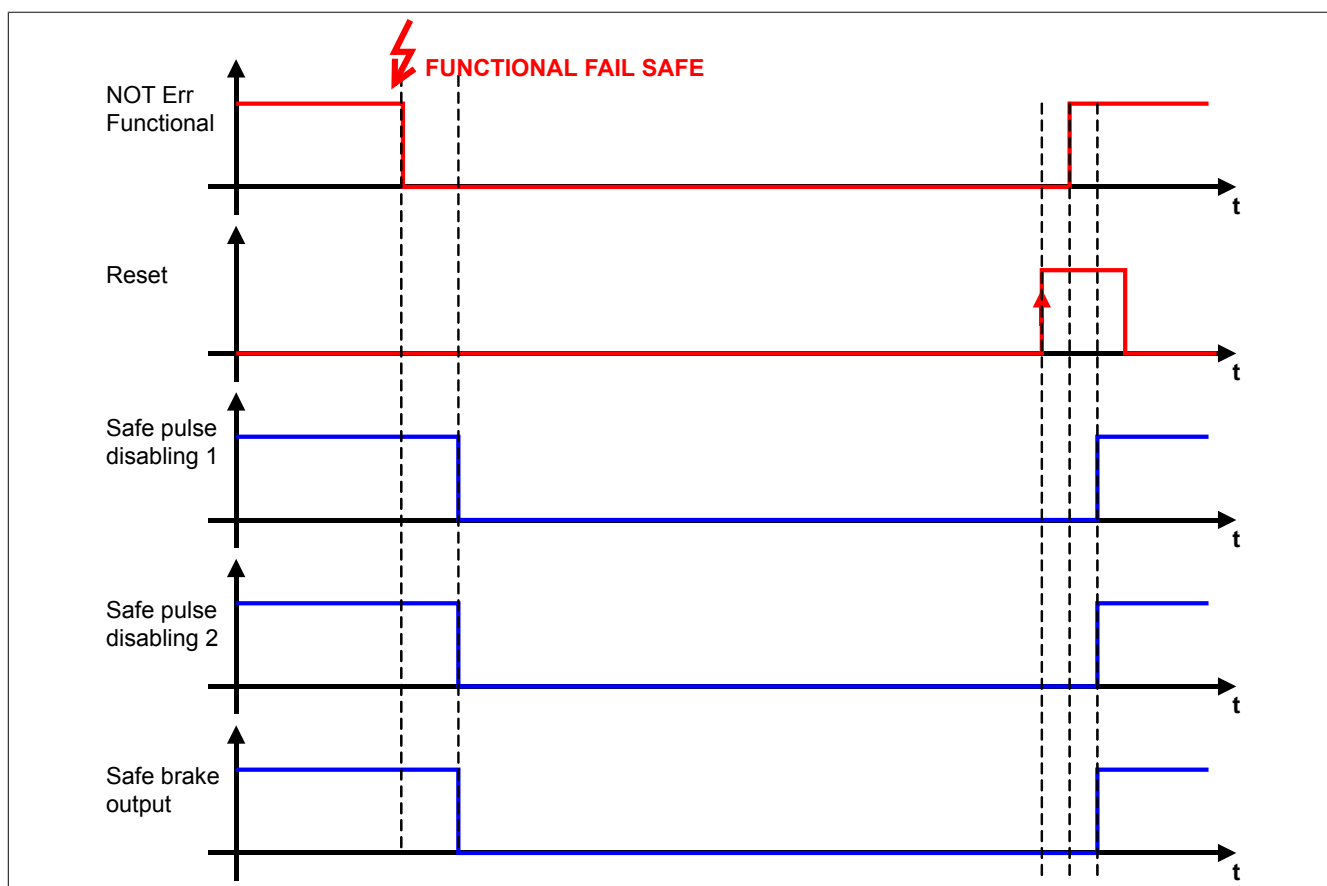 FUNCTIONAL FAIL SAFE
NOT Err
Functional
t
Reset
t
Safe pulse
disabling 1
t
Safe pulse
disabling 2
t
Safe brake
output
t